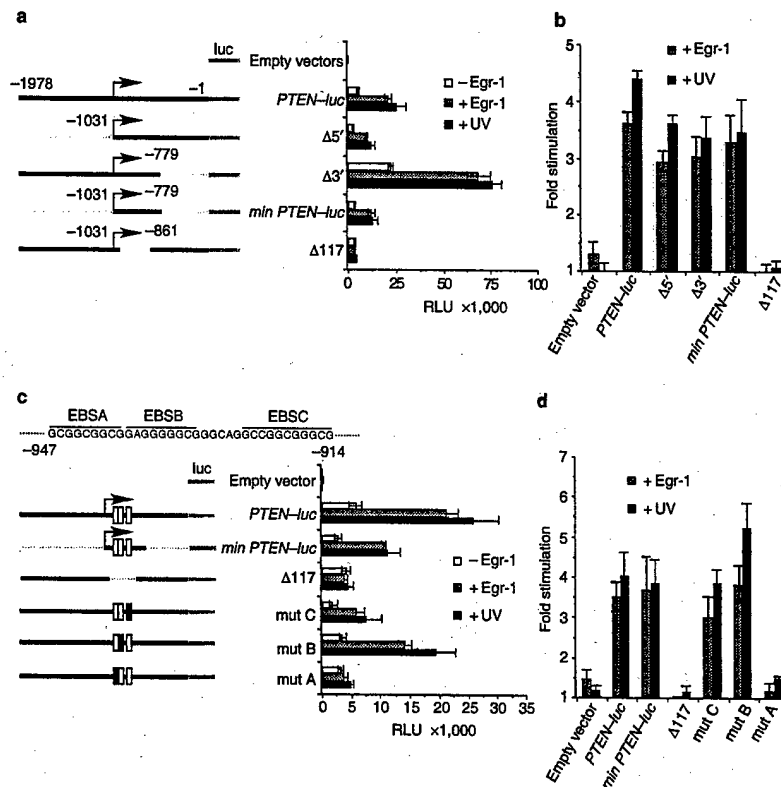 a
luc
Empty vectors
−1978
−1
PTEN–luc
−1031
Δ5′
−779
Δ3′
−1031
−779
min PTEN–luc
−1031
−861
Δ117
− Egr-1
+ Egr-1
+ UV
0 25 50 75 100
RLU ×1,000
b
+ Egr-1
+ UV
Fold stimulation
5
4
3
2
1
Empty vector
PTEN–luc
Δ5′
Δ3′
min PTEN–luc
Δ117
c
EBSA EBSB EBSC
GCGGCGGCGGAGGGGGCGGGCAGGCCGGCGGGCG
−947
−914
luc
Empty vector
PTEN–luc
min PTEN–luc
Δ117
mut C
mut B
mut A
− Egr-1
+ Egr-1
+ UV
0 5 10 15 20 25 30 35
RLU ×1,000
d
+ Egr-1
+ UV
Fold stimulation
7
6
5
4
3
2
1
Empty vector
PTEN–luc
min PTEN–luc
Δ117
mut C
mut B
mut A